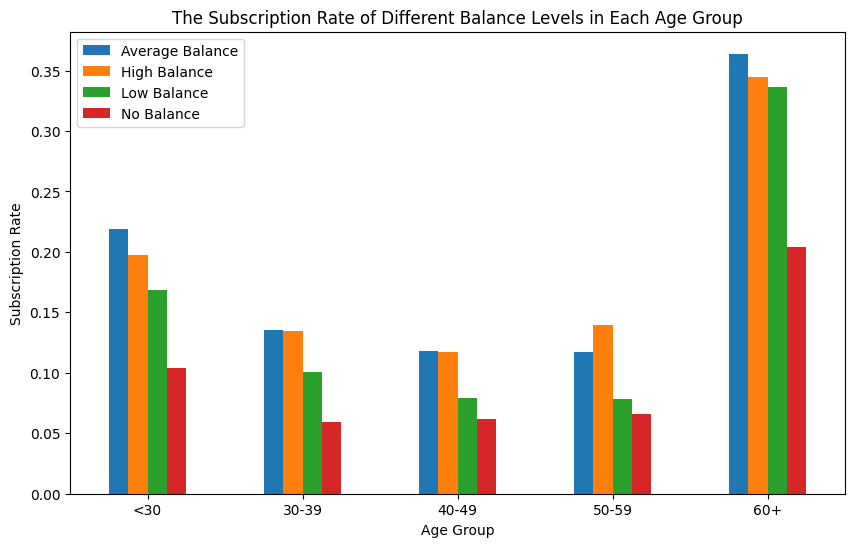 The Subscription Rate of Different Balance Levels in Each Age Group
Average Balance
High Balance
Low Balance
No Balance
Subscription Rate
0.35
0.30
0.25
0.20
0.15
0.10
0.05
0.00
<30 30-39 40-49 50-59 60+
Age Group